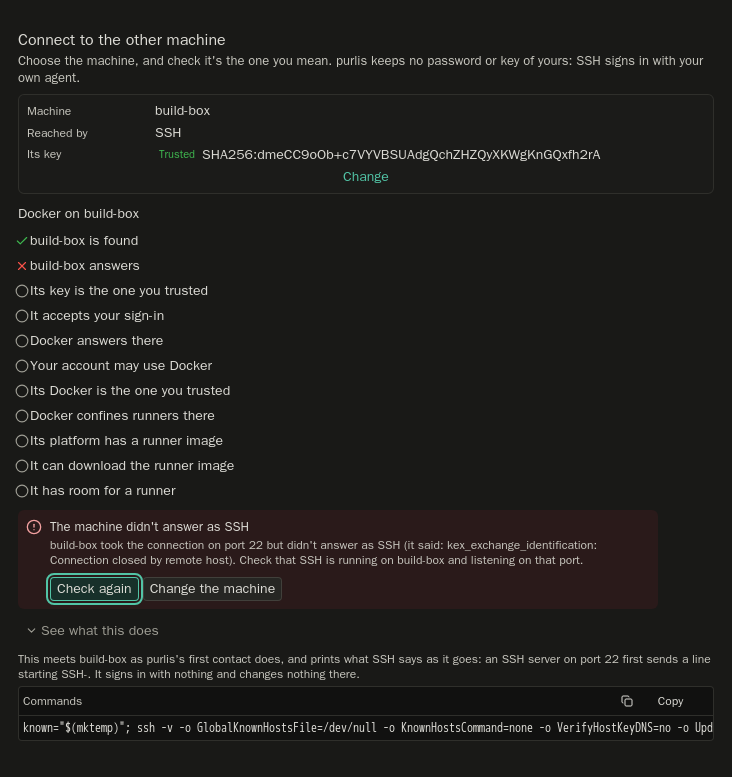 Connect to the other machine
Choose the machine, and check it's the one you mean. purlis keeps no password or key of yours: SSH signs in with your
own agent.
Machine build-box
Reached by SSH
Its key Trusted SHA256:dmeCC9oOb+c7VYVBSUAdgQchZHZQyXKWgKnGQxfh2rA
Change
Docker on build-box
build-box is found
build-box answers
Its key is the one you trusted
It accepts your sign-in
Docker answers there
Your account may use Docker
Its Docker is the one you trusted
Docker confines runners there
Its platform has a runner image
It can download the runner image
It has room for a runner
The machine didn't answer as SSH
build-box took the connection on port 22 but didn't answer as SSH (it said: kex_exchange_identification:
Connection closed by remote host). Check that SSH is running on build-box and listening on that port.
Check again Change the machine
See what this does
This meets build-box as purlis's first contact does, and prints what SSH says as it goes: an SSH server on port 22 first sends a line
starting SSH-. It signs in with nothing and changes nothing there.
Commands Copy
known="$(mktemp)"; ssh -v -o GlobalKnownHostsFile=/dev/null -o KnownHostsCommand=none -o VerifyHostKeyDNS=no -o Upd